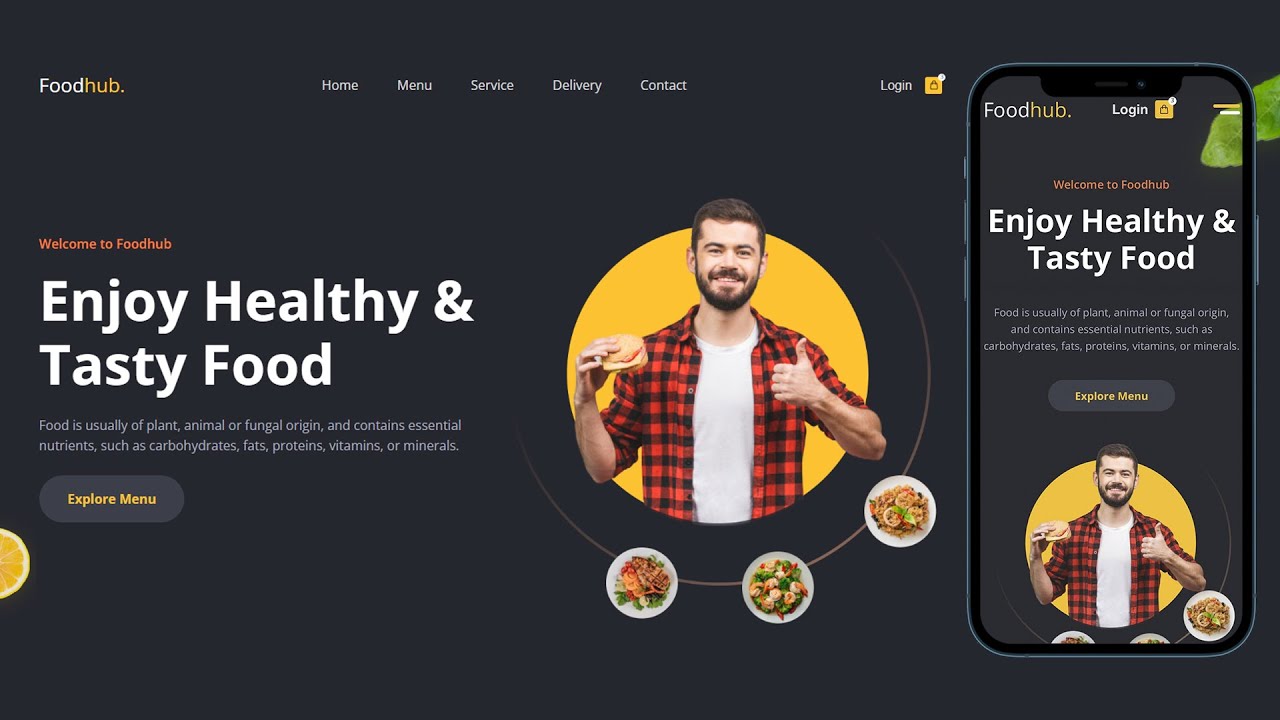 Foodhub.
Home Menu Service Delivery Contact
Login
Welcome to Foodhub
Enjoy Healthy &
Tasty Food
Food is usually of plant, animal or fungal origin, and contains essential
nutrients, such as carbohydrates, fats, proteins, vitamins, or minerals.
Explore Menu
Foodhub. Login
Welcome to Foodhub
Enjoy Healthy &
Tasty Food
Food is usually of plant, animal or fungal origin,
and contains essential nutrients, such as
carbohydrates, fats, proteins, vitamins, or minerals.
Explore Menu